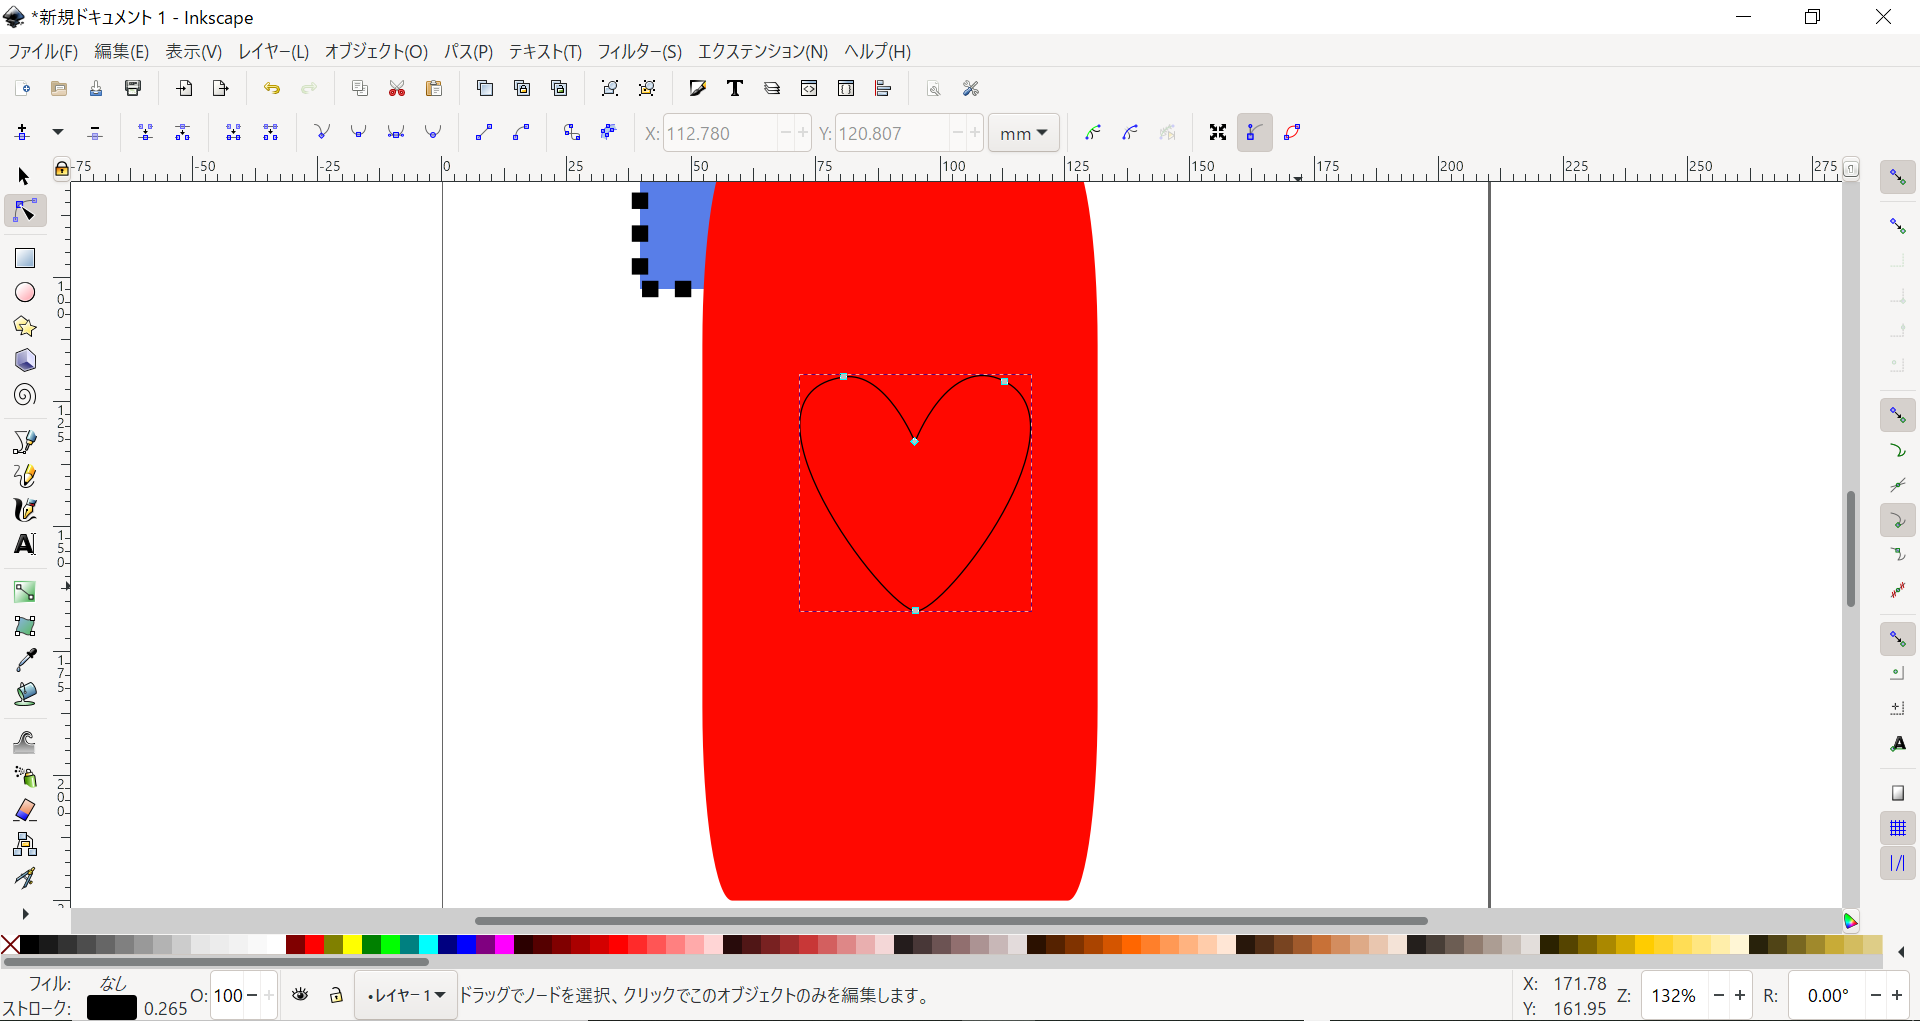 *新規ドキュメント 1 - Inkscape
ファイル(F) 編集(E) 表示(V) レイヤー(L) オブジェクト(O) パス(P) テキスト(T) フィルター(S) エクステンション(N) ヘルプ(H)
X: 112.780 Y: 120.807 mm
-75 -50 -25 0 25 50 75 100 125 150 175 200 225 250 275
100
125
150
175
200
フィル: なし
ストローク: 0.265
O: 100
•レイヤー 1
ドラッグでノードを選択、クリックでこのオブジェクトのみを編集します。
X: 171.78
Y: 161.95
Z: 132%
R: 0.00°